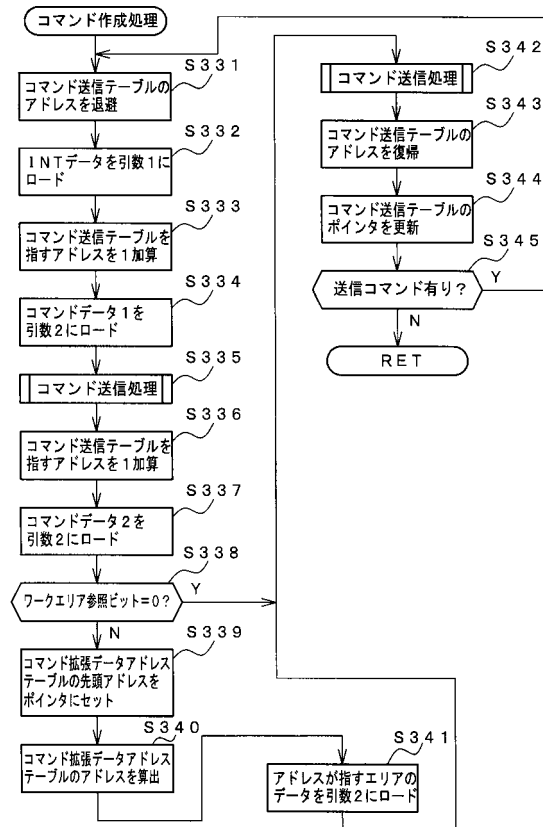 コマンド作成処理
S331
コマンド送信テーブルの
アドレスを退避
S332
INTデータを引数1に
ロード
S333
コマンド送信テーブルを
指すアドレスを1加算
S334
コマンドデータ1を
引数2にロード
S335
コマンド送信処理
S336
コマンド送信テーブルを
指すアドレスを1加算
S337
コマンドデータ2を
引数2にロード
S338
ワークエリア参照ビット=0?
Y
N
S339
コマンド拡張データアドレス
テーブルの先頭アドレスを
ポインタにセット
S340
コマンド拡張データアドレス
テーブルのアドレスを算出
S341
アドレスが指すエリアの
データを引数2にロード
S342
コマンド送信処理
S343
コマンド送信テーブルの
アドレスを復帰
S344
コマンド送信テーブルの
ポインタを更新
S345
送信コマンド有り?
Y
N
RET